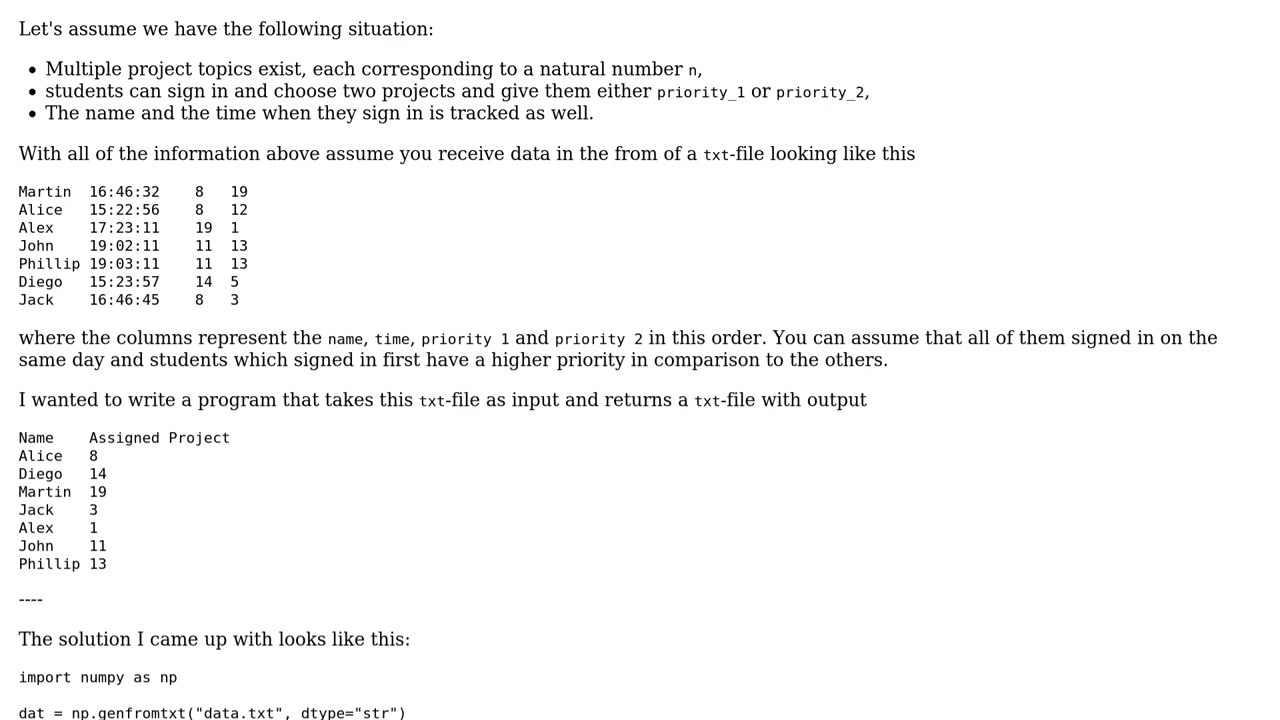 Let's assume we have the following situation:
• Multiple project topics exist, each corresponding to a natural number n,
• students can sign in and choose two projects and give them either priority_1 or priority_2,
• The name and the time when they sign in is tracked as well.
With all of the information above assume you receive data in the from of a txt-file looking like this
Martin  16:46:32    8   19
Alice   15:22:56    8   12
Alex    17:23:11    19  1
John    19:02:11    11  13
Phillip 19:03:11    11  13
Diego   15:23:57    14  5
Jack    16:46:45    8   3
where the columns represent the name, time, priority 1 and priority 2 in this order. You can assume that all of them signed in on the
same day and students which signed in first have a higher priority in comparison to the others.
I wanted to write a program that takes this txt-file as input and returns a txt-file with output
Name    Assigned Project
Alice   8
Diego   14
Martin  19
Jack    3
Alex    1
John    11
Phillip 13
----
The solution I came up with looks like this:
import numpy as np
dat = np.genfromtxt("data.txt", dtype="str")